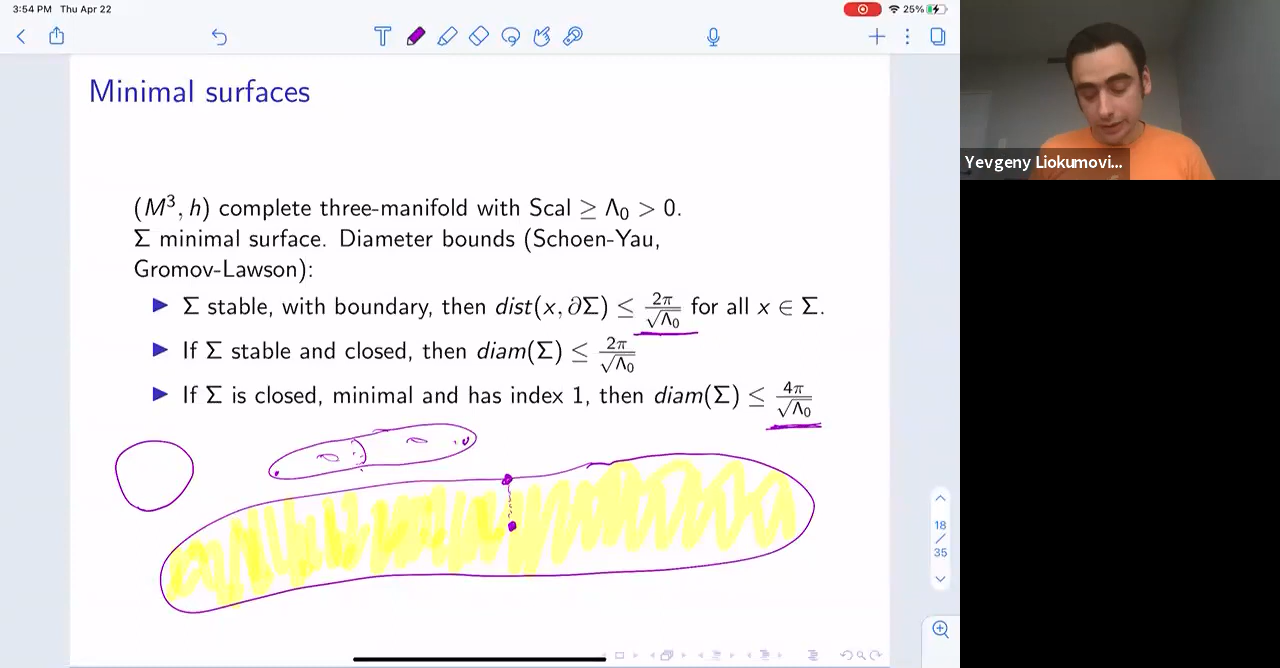 3:54 PM Thu Apr 22
25%
Minimal surfaces
(M³, h) complete three-manifold with Scal ≥ Λ₀ > 0.
Σ minimal surface. Diameter bounds (Schoen-Yau,
Gromov-Lawson):
▶ Σ stable, with boundary, then dist(x, ∂Σ) ≤ 2π/√Λ₀ for all x ∈ Σ.
▶ If Σ stable and closed, then diam(Σ) ≤ 2π/√Λ₀
▶ If Σ is closed, minimal and has index 1, then diam(Σ) ≤ 4π/√Λ₀
18
/
35
Yevgeny Liokumovi...